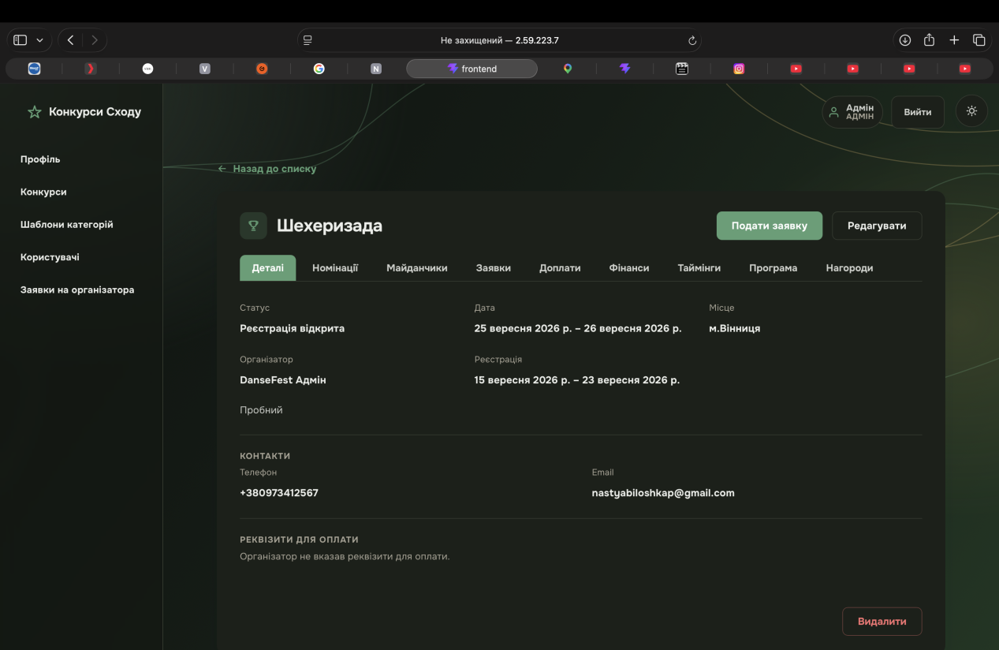 Не захищений — 2.59.223.7
V
G
N
frontend
Конкурси Сходу
Адмін
АДМІН
Вийти
Профіль
Конкурси
Шаблони категорій
Користувачі
Заявки на організатора
← Назад до списку
Шехеризада
Подати заявку
Редагувати
Деталі
Номінації
Майданчики
Заявки
Доплати
Фінанси
Таймінги
Програма
Нагороди
Статус
Дата
Місце
Реєстрація відкрита
25 вересня 2026 р. – 26 вересня 2026 р.
м.Вінниця
Організатор
Реєстрація
DanseFest Адмін
15 вересня 2026 р. – 23 вересня 2026 р.
Пробний
КОНТАКТИ
Телефон
Email
+380973412567
nastyabiloshkap@gmail.com
РЕКВІЗИТИ ДЛЯ ОПЛАТИ
Організатор не вказав реквізити для оплати.
Видалити